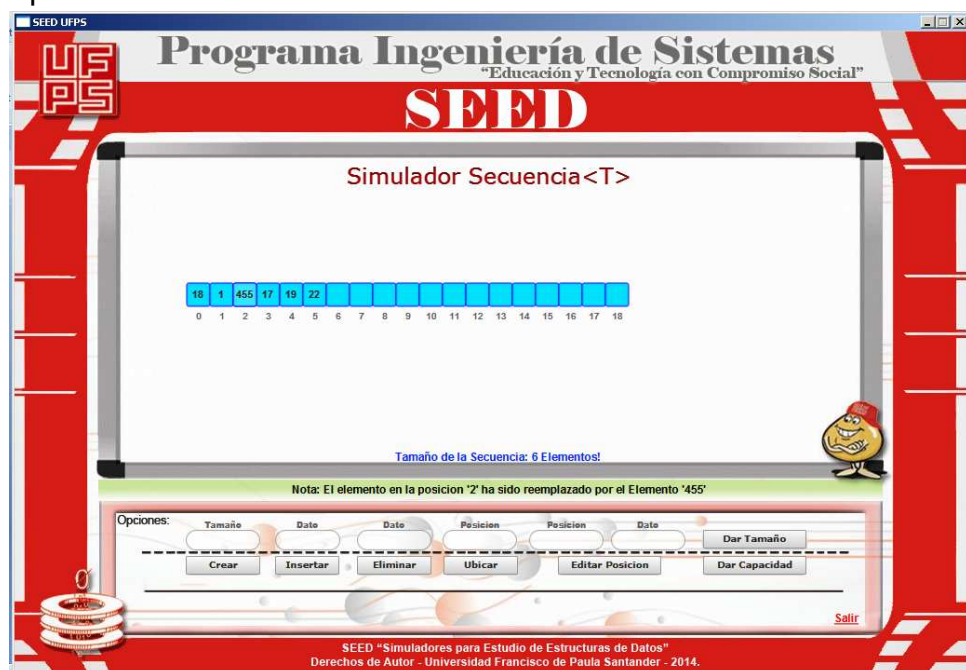 SEED UFPS
UFPS
Programa Ingeniería de Sistemas
“Educación y Tecnología con Compromiso Social”
SEED
Simulador Secuencia<T>
18 1 455 17 19 22
0 1 2 3 4 5 6 7 8 9 10 11 12 13 14 15 16 17 18
Tamaño de la Secuencia: 6 Elementos!
Nota: El elemento en la posicion '2' ha sido reemplazado por el Elemento '455'
Opciones:
Tamaño Dato Dato Posicion Posicion Dato
Dar Tamaño
Crear Insertar Eliminar Ubicar Editar Posicion Dar Capacidad
Salir
SEED “Simuladores para Estudio de Estructuras de Datos”
Derechos de Autor - Universidad Francisco de Paula Santander - 2014.